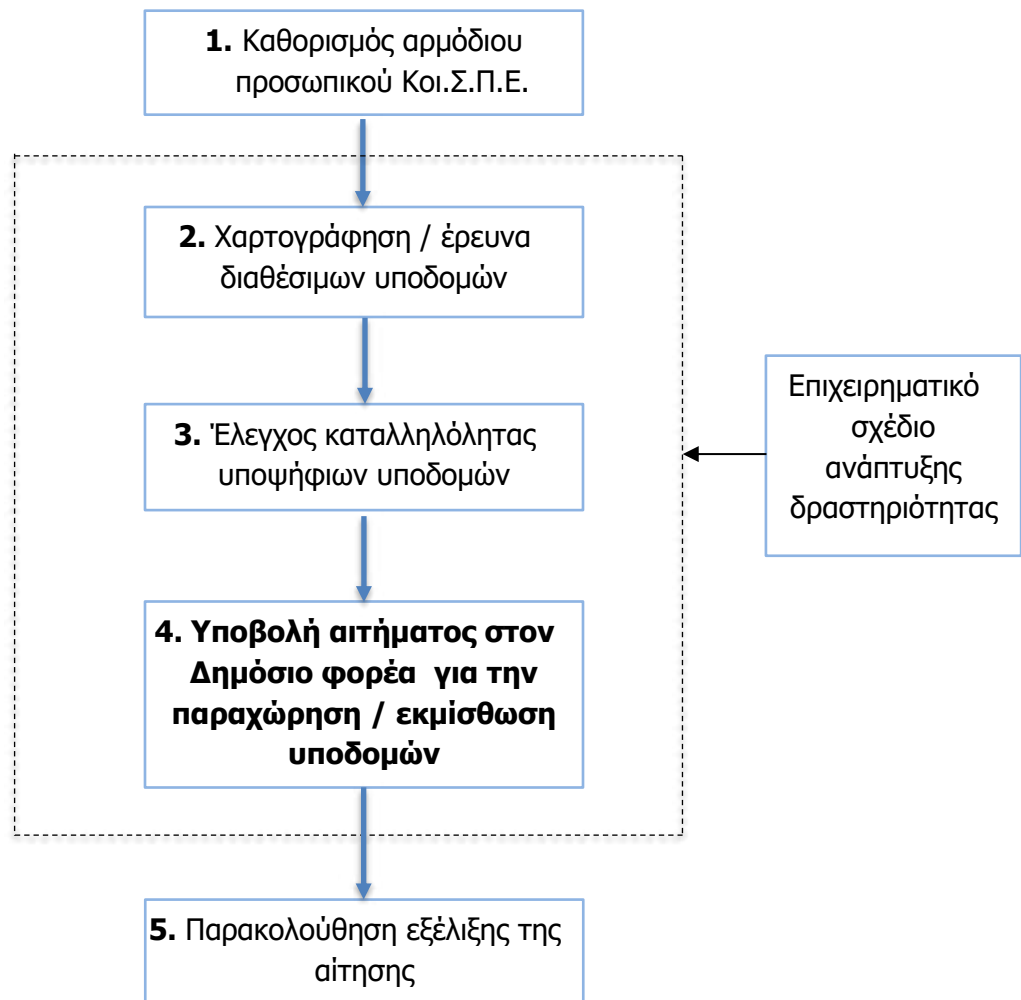 1. Καθορισμός αρμόδιου
προσωπικού Κοι.Σ.Π.Ε.
2. Χαρτογράφηση / έρευνα
διαθέσιμων υποδομών
3. Έλεγχος καταλληλόλητας
υποψήφιων υποδομών
Επιχειρηματικό
σχέδιο
ανάπτυξης
δραστηριότητας
4. Υποβολή αιτήματος στον
Δημόσιο φορέα για την
παραχώρηση / εκμίσθωση
υποδομών
5. Παρακολούθηση εξέλιξης της
αίτησης